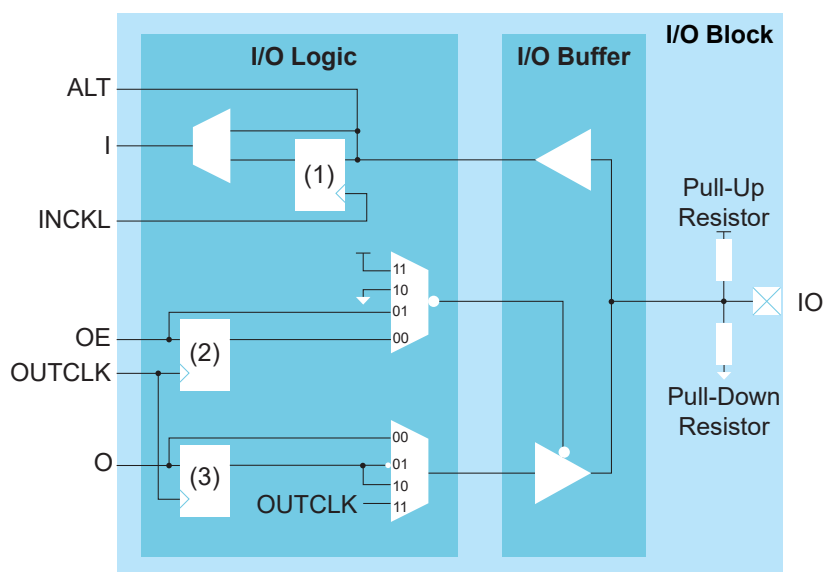 I/O Block
I/O Logic
I/O Buffer
ALT
I
(1)
INCKL
Pull-Up
Resistor
11
10
01
00
OE
(2)
OUTCLK
IO
Pull-Down
Resistor
O
(3)
00
01
10
11
OUTCLK